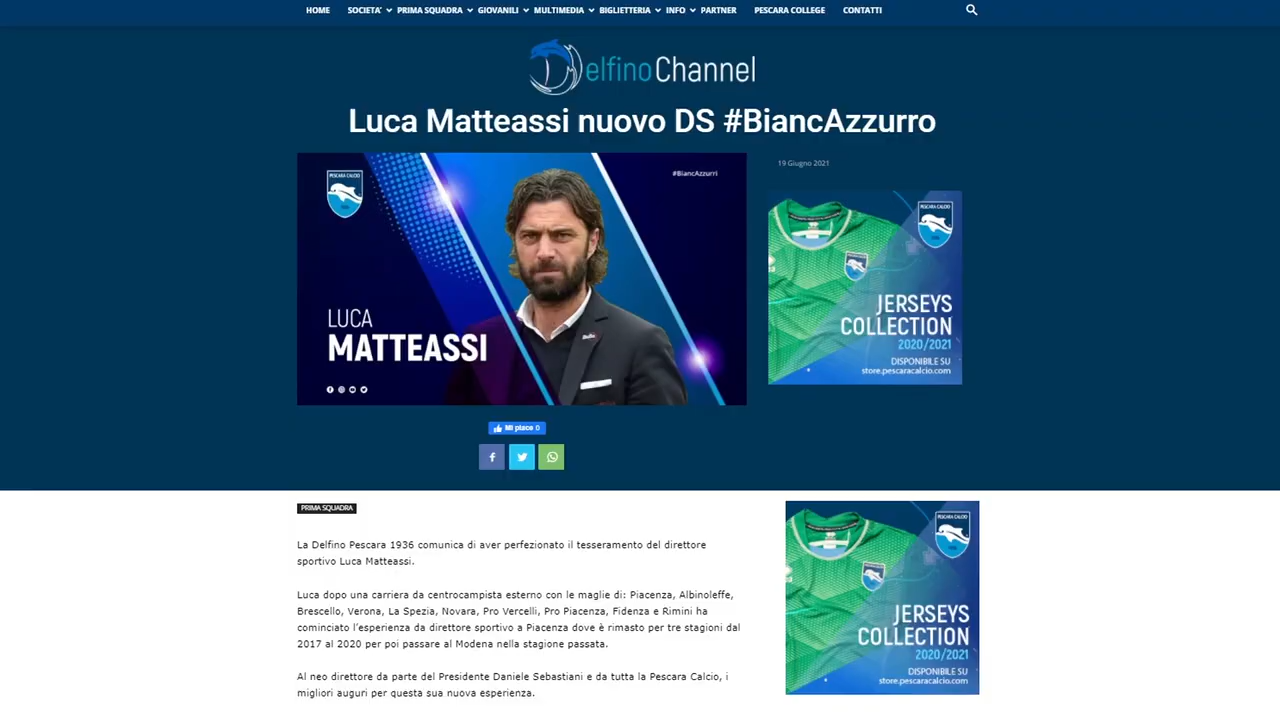 HOME SOCIETA' PRIMA SQUADRA GIOVANILI MULTIMEDIA BIGLIETTERIA INFO PARTNER PESCARA COLLEGE CONTATTI
elfinoChannel
Luca Matteassi nuovo DS #BiancAzzurro
PESCARA CALCIO
#BiancAzzurri
LUCA
MATTEASSI
19 Giugno 2021
PESCARA CALCIO
JERSEYS
COLLECTION
2020/2021
DISPONIBILE SU
store.pescaracalcio.com
Mi piace 0
PRIMA SQUADRA
La Delfino Pescara 1936 comunica di aver perfezionato il tesseramento del direttore
sportivo Luca Matteassi.
Luca dopo una carriera da centrocampista esterno con le maglie di: Piacenza, Albinoleffe,
Brescello, Verona, La Spezia, Novara, Pro Vercelli, Pro Piacenza, Fidenza e Rimini ha
cominciato l'esperienza da direttore sportivo a Piacenza dove è rimasto per tre stagioni dal
2017 al 2020 per poi passare al Modena nella stagione passata.
Al neo direttore da parte del Presidente Daniele Sebastiani e da tutta la Pescara Calcio, i
migliori auguri per questa sua nuova esperienza.
PESCARA CALCIO
JERSEYS
COLLECTION
2020/2021
DISPONIBILE SU
store.pescaracalcio.com